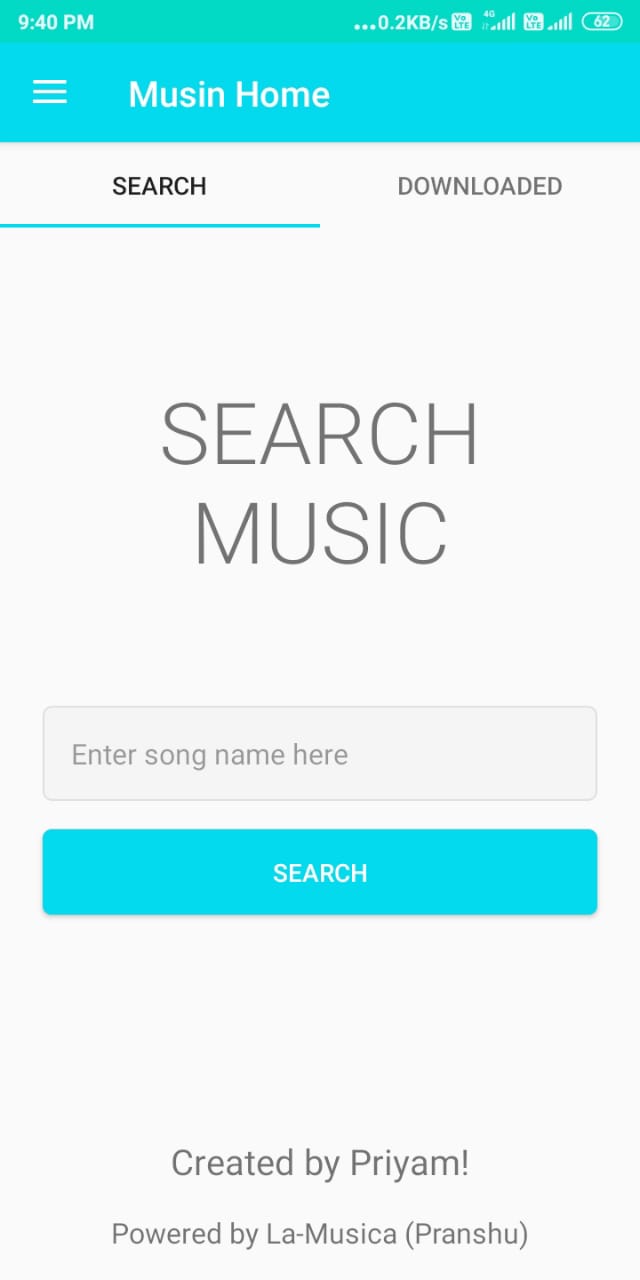 9:40 PM ...0.2KB/s Vo LTE 4G Vo LTE 62
Musin Home
SEARCH DOWNLOADED
SEARCH
MUSIC
Enter song name here
SEARCH
Created by Priyam!
Powered by La-Musica (Pranshu)